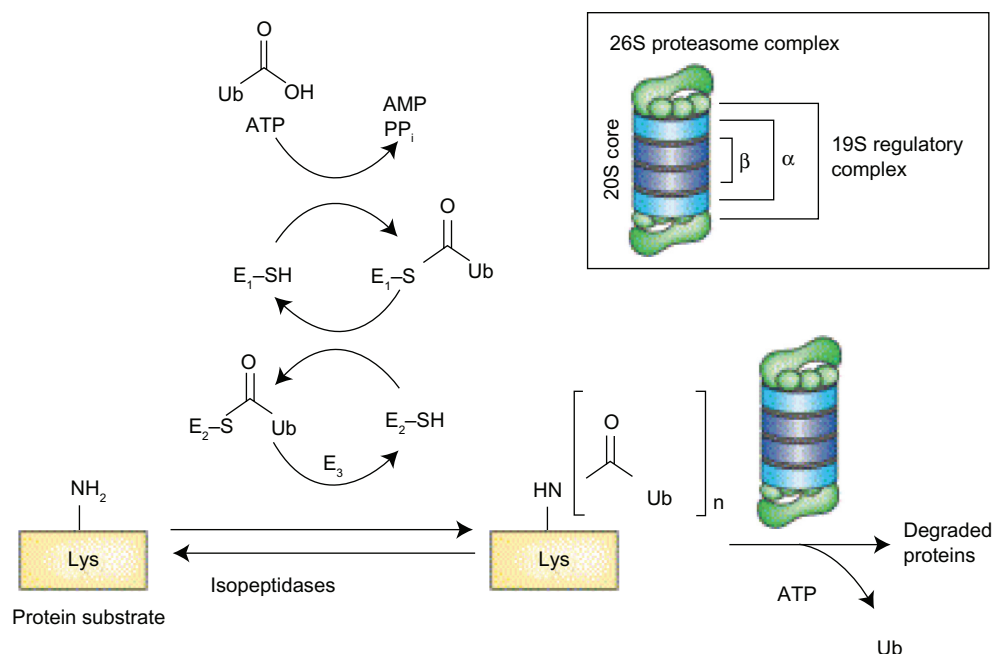 O
Ub
OH
ATP
AMP
PPi
E1–SH
O
E1–S
Ub
O
E2–S
Ub
E2–SH
E3
NH2
Lys
Protein substrate
Isopeptidases
HN
O
Ub
n
Lys
ATP
Degraded
proteins
Ub
26S proteasome complex
20S core
β
α
19S regulatory
complex